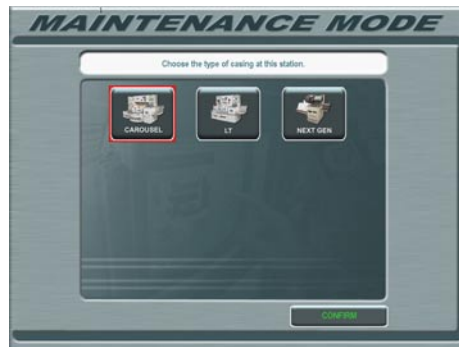 MAINTENANCE MODE
Choose the type of casing at this station.
CAROUSEL
LT
NEXT GEN
CONFIRM